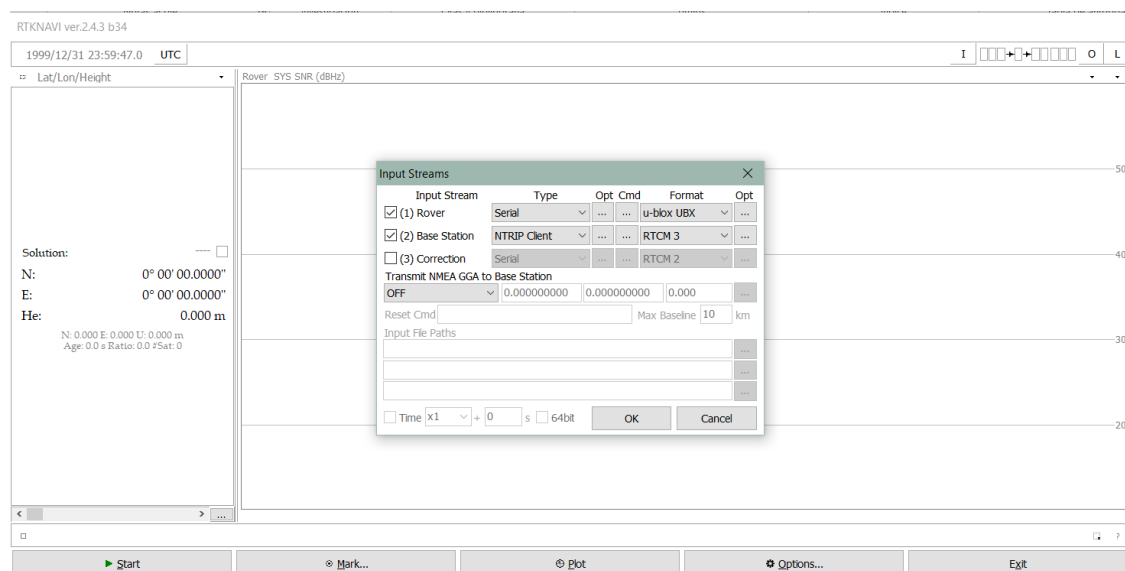 RTKNAVI ver.2.4.3 b34
1999/12/31 23:59:47.0 UTC I O L
Lat/Lon/Height Rover SYS SNR (dBHz)
Input Streams
Input Stream Type Opt Cmd Format Opt
(1) Rover Serial ... ... u-blox UBX ...
(2) Base Station NTRIP Client ... ... RTCM 3 ...
(3) Correction Serial ... ... RTCM 2 ...
Transmit NMEA GGA to Base Station
OFF 0.000000000 0.000000000 0.000 ...
Reset Cmd Max Baseline 10 km
Input File Paths
...
...
...
Time x1 + 0 s 64bit OK Cancel
Solution: ----
N: 0° 00' 00.0000"
E: 0° 00' 00.0000"
He: 0.000 m
N: 0.000 E: 0.000 U: 0.000 m
Age: 0.0 s Ratio: 0.0 #Sat: 0
50
40
30
20
...
?
Start Mark... Plot Options... Exit